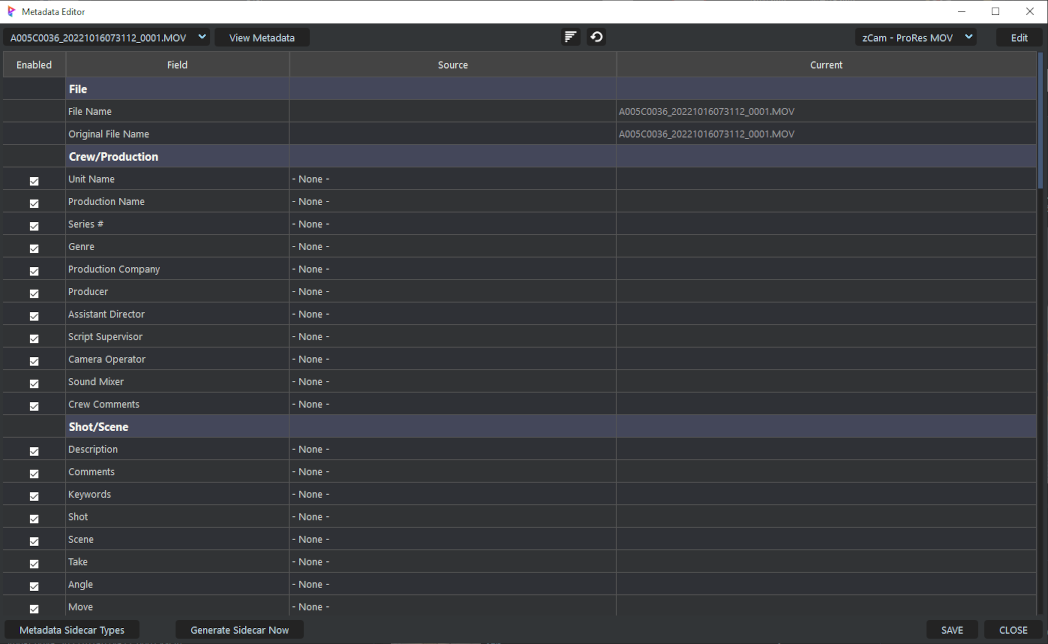 Metadata Editor
A005C0036_20221016073112_0001.MOV View Metadata zCam - ProRes MOV Edit
Enabled Field Source Current
File
File Name A005C0036_20221016073112_0001.MOV
Original File Name A005C0036_20221016073112_0001.MOV
Crew/Production
Unit Name - None -
Production Name - None -
Series # - None -
Genre - None -
Production Company - None -
Producer - None -
Assistant Director - None -
Script Supervisor - None -
Camera Operator - None -
Sound Mixer - None -
Crew Comments - None -
Shot/Scene
Description - None -
Comments - None -
Keywords - None -
Shot - None -
Scene - None -
Take - None -
Angle - None -
Move - None -
Metadata Sidecar Types Generate Sidecar Now SAVE CLOSE